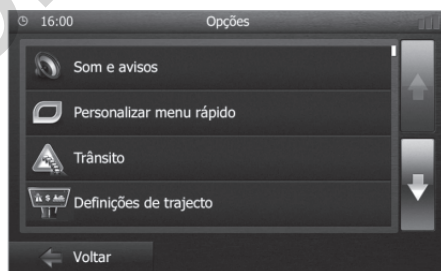 16:00
Opções
Som e avisos
Personalizar menu rápido
Trânsito
Definições de trajecto
Voltar